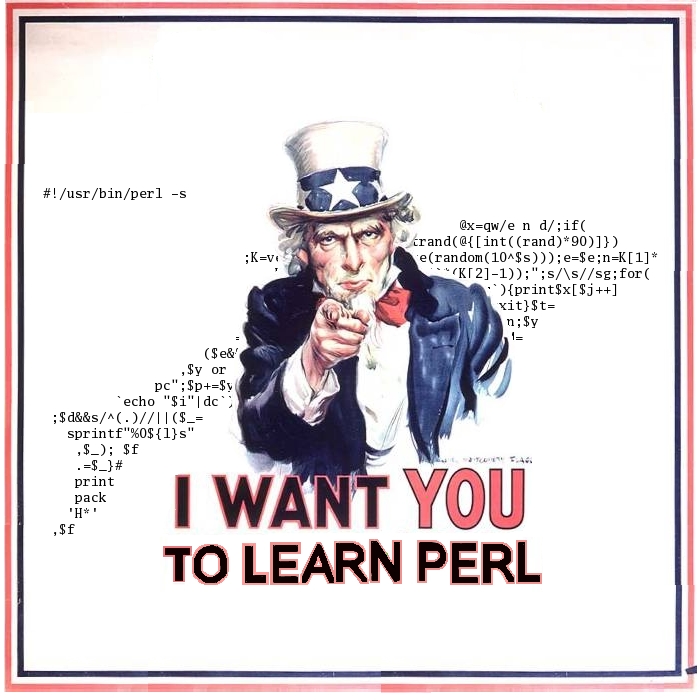 #!/usr/bin/perl -s
@x=qw/e n d/;if(
trand(@{[int((rand)*90)]})
;K=v e(random(10^$s)));e=$e;n=K[1]*
*(K[2]-1));";s/\s//sg;for(
`){print$x[$j++]
xit}$t=
n;$y
=
($e&
,$y or
pc";$p+=$y
`echo "$i"|dc`
;$d&&s/^(.)//||($_=
sprintf"%0${l}s"
,$_); $f
.=$_}#
print
pack
'H*'
,$f
I WANT YOU
TO LEARN PERL